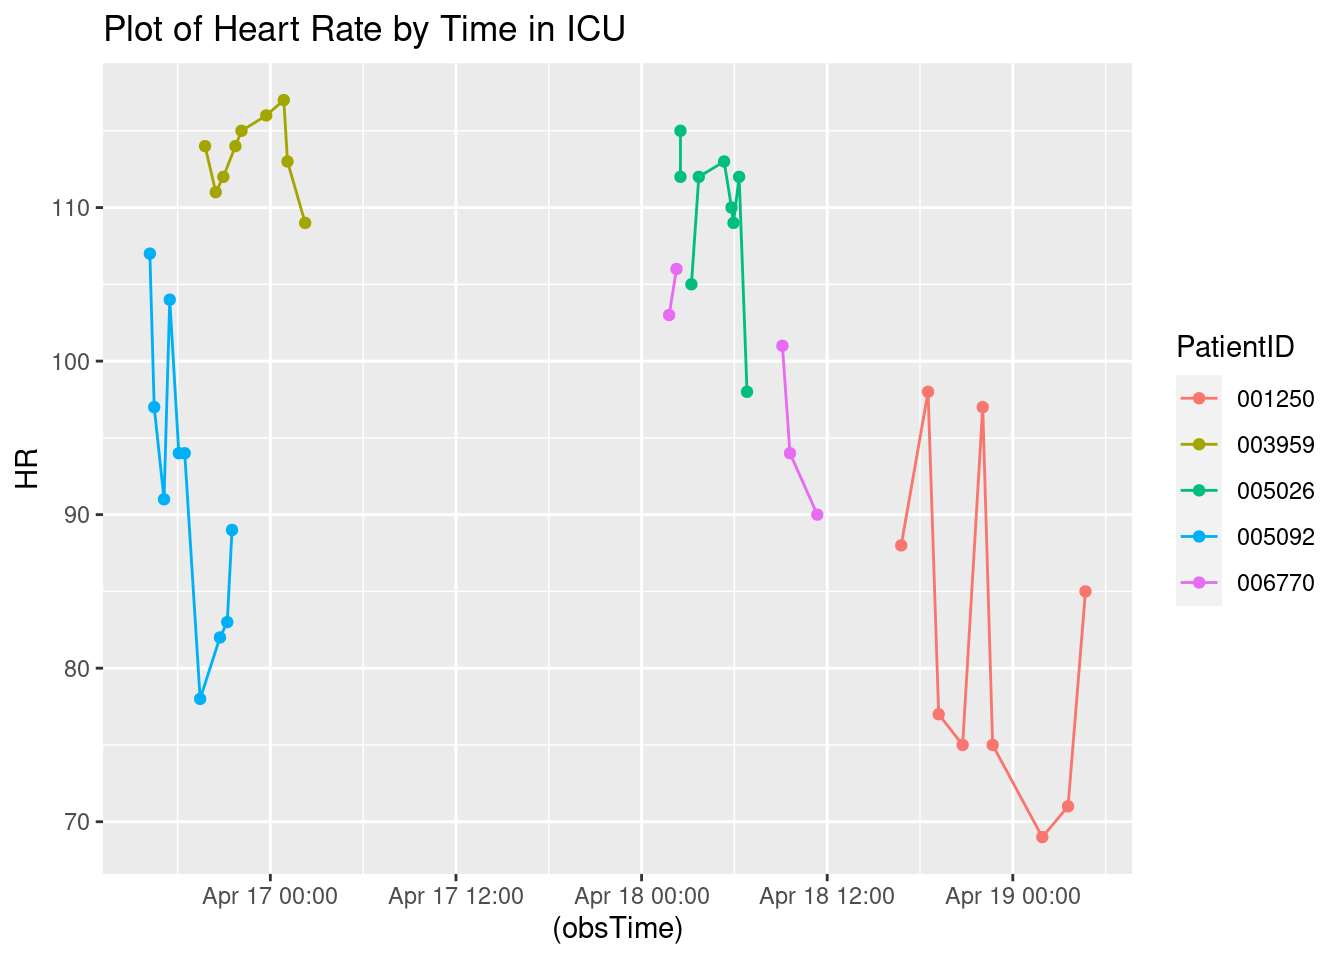 Plot of Heart Rate by Time in ICU
HR
110
100
90
80
70
Apr 17 00:00
Apr 17 12:00
Apr 18 00:00
Apr 18 12:00
Apr 19 00:00
(obsTime)
PatientID
001250
003959
005026
005092
006770